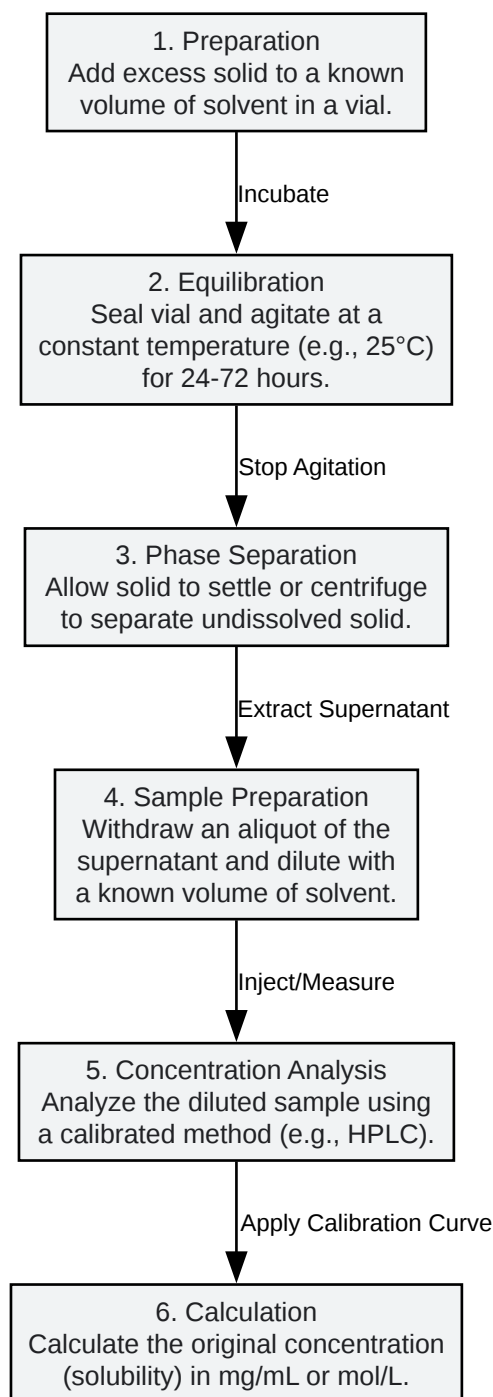 1. Preparation
Add excess solid to a known
volume of solvent in a vial.
Incubate
2. Equilibration
Seal vial and agitate at a
constant temperature (e.g., 25°C)
for 24-72 hours.
Stop Agitation
3. Phase Separation
Allow solid to settle or centrifuge
to separate undissolved solid.
Extract Supernatant
4. Sample Preparation
Withdraw an aliquot of the
supernatant and dilute with
a known volume of solvent.
Inject/Measure
5. Concentration Analysis
Analyze the diluted sample using
a calibrated method (e.g., HPLC).
Apply Calibration Curve
6. Calculation
Calculate the original concentration
(solubility) in mg/mL or mol/L.